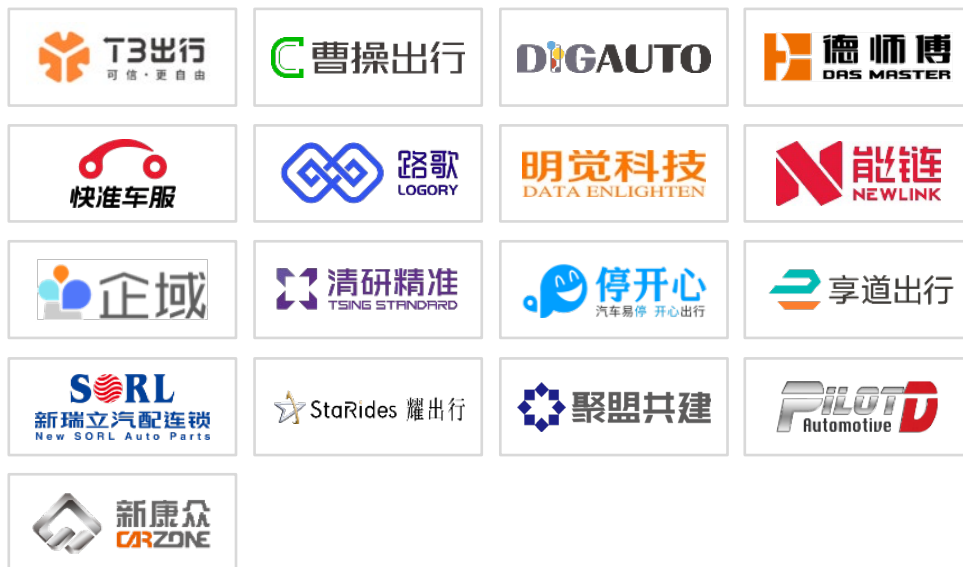 T3出行
可信·更自由
曹操出行
DIGAUTO
德师博
DAS MASTER
快准车服
路歌
LOGORY
明觉科技
DATA ENLIGHTEN
能链
NEWLINK
企域
清研精准
TSING STANDARD
停开心
汽车易停 开心出行
享道出行
SORL
新瑞立汽配连锁
New SORL Auto Parts
StaRides 耀出行
聚盟共建
PILOT D
Automotive
新康众
CARZONE